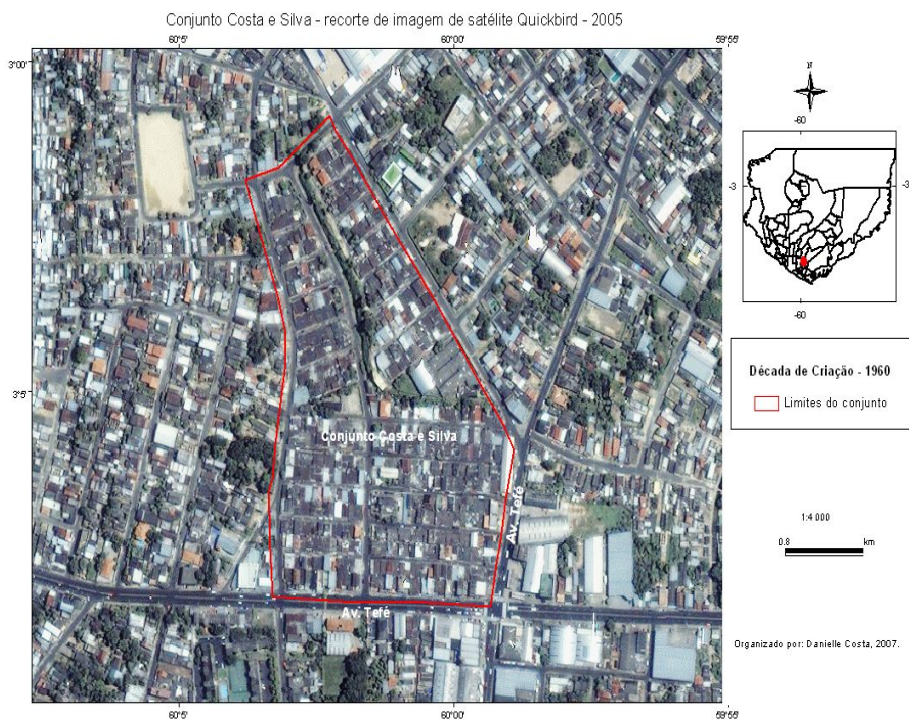 Conjunto Costa e Silva - recorte de imagem de satélite Quickbird - 2005
60°5'
60°00'
59°55'
3°00'
3°5'
Conjunto Costa e Silva
Av. Tefé
Av. Tefé
60°5'
60°00'
59°55'
N
-60
-3
-3
-60
Década de Criação - 1960
Limites do conjunto
1:4 000
0.8 km
Organizado por: Danielle Costa, 2007.